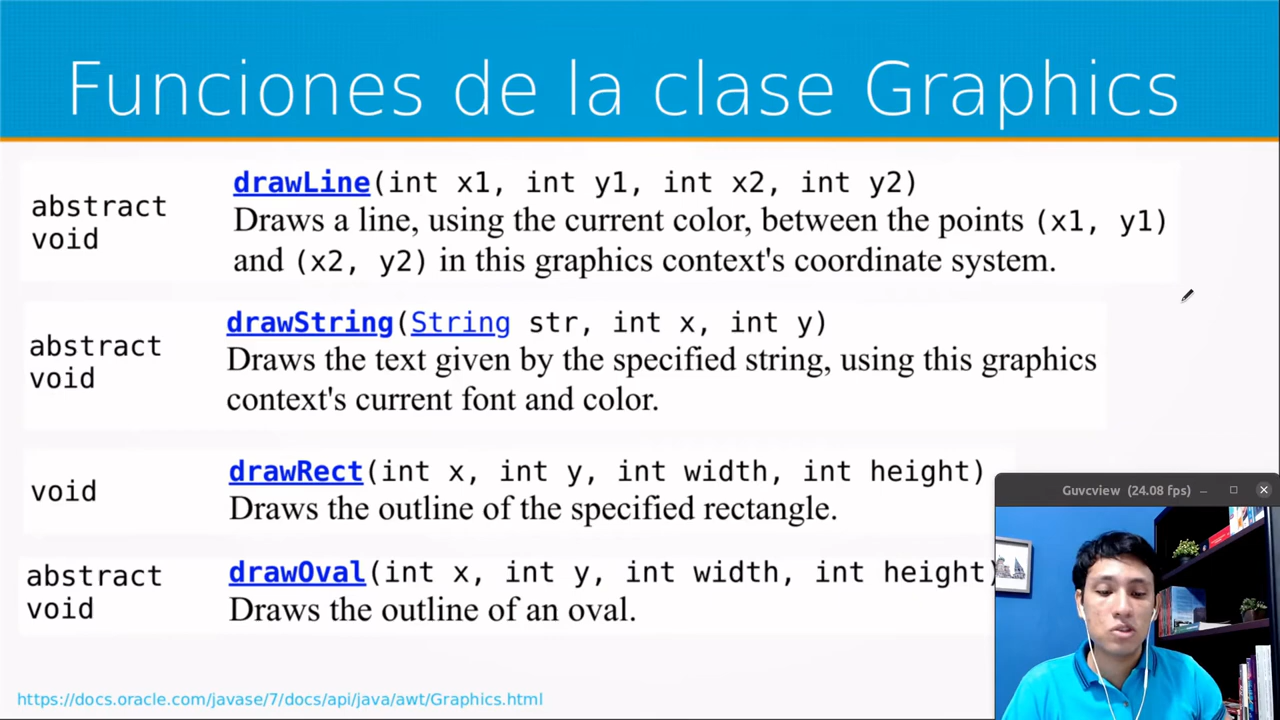 Funciones de la clase Graphics
abstract
void
drawLine(int x1, int y1, int x2, int y2)
Draws a line, using the current color, between the points (x1, y1)
and (x2, y2) in this graphics context's coordinate system.
abstract
void
drawString(String str, int x, int y)
Draws the text given by the specified string, using this graphics
context's current font and color.
void
drawRect(int x, int y, int width, int height)
Draws the outline of the specified rectangle.
abstract
void
drawOval(int x, int y, int width, int height)
Draws the outline of an oval.
Guvcview (24.08 fps)
https://docs.oracle.com/javase/7/docs/api/java/awt/Graphics.html